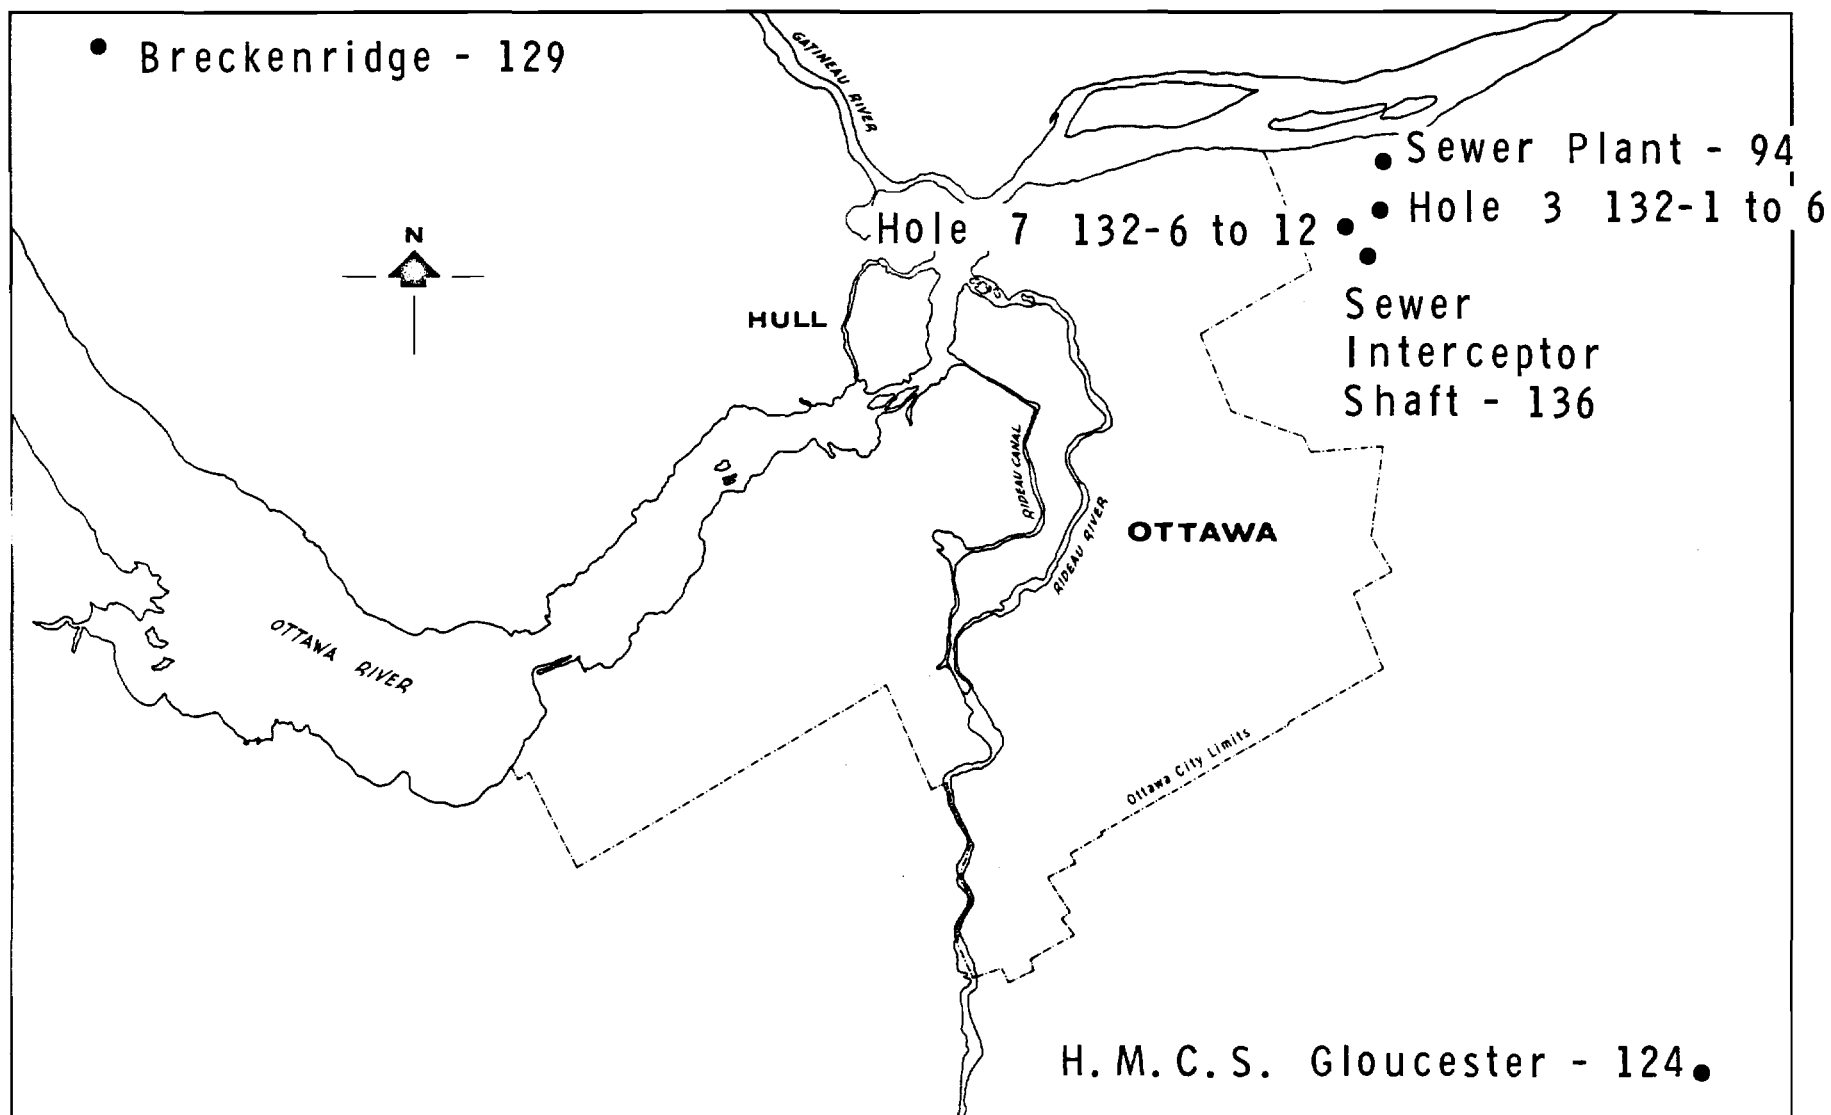 Breckenridge - 129
GATINEAU RIVER
Sewer Plant - 94
Hole 3 132-1 to 6
Hole 7 132-6 to 12
N
HULL
Sewer
Interceptor
Shaft - 136
RIDEAU CANAL
RIDEAU RIVER
OTTAWA
OTTAWA RIVER
Ottawa City Limits
H.M.C.S. Gloucester - 124